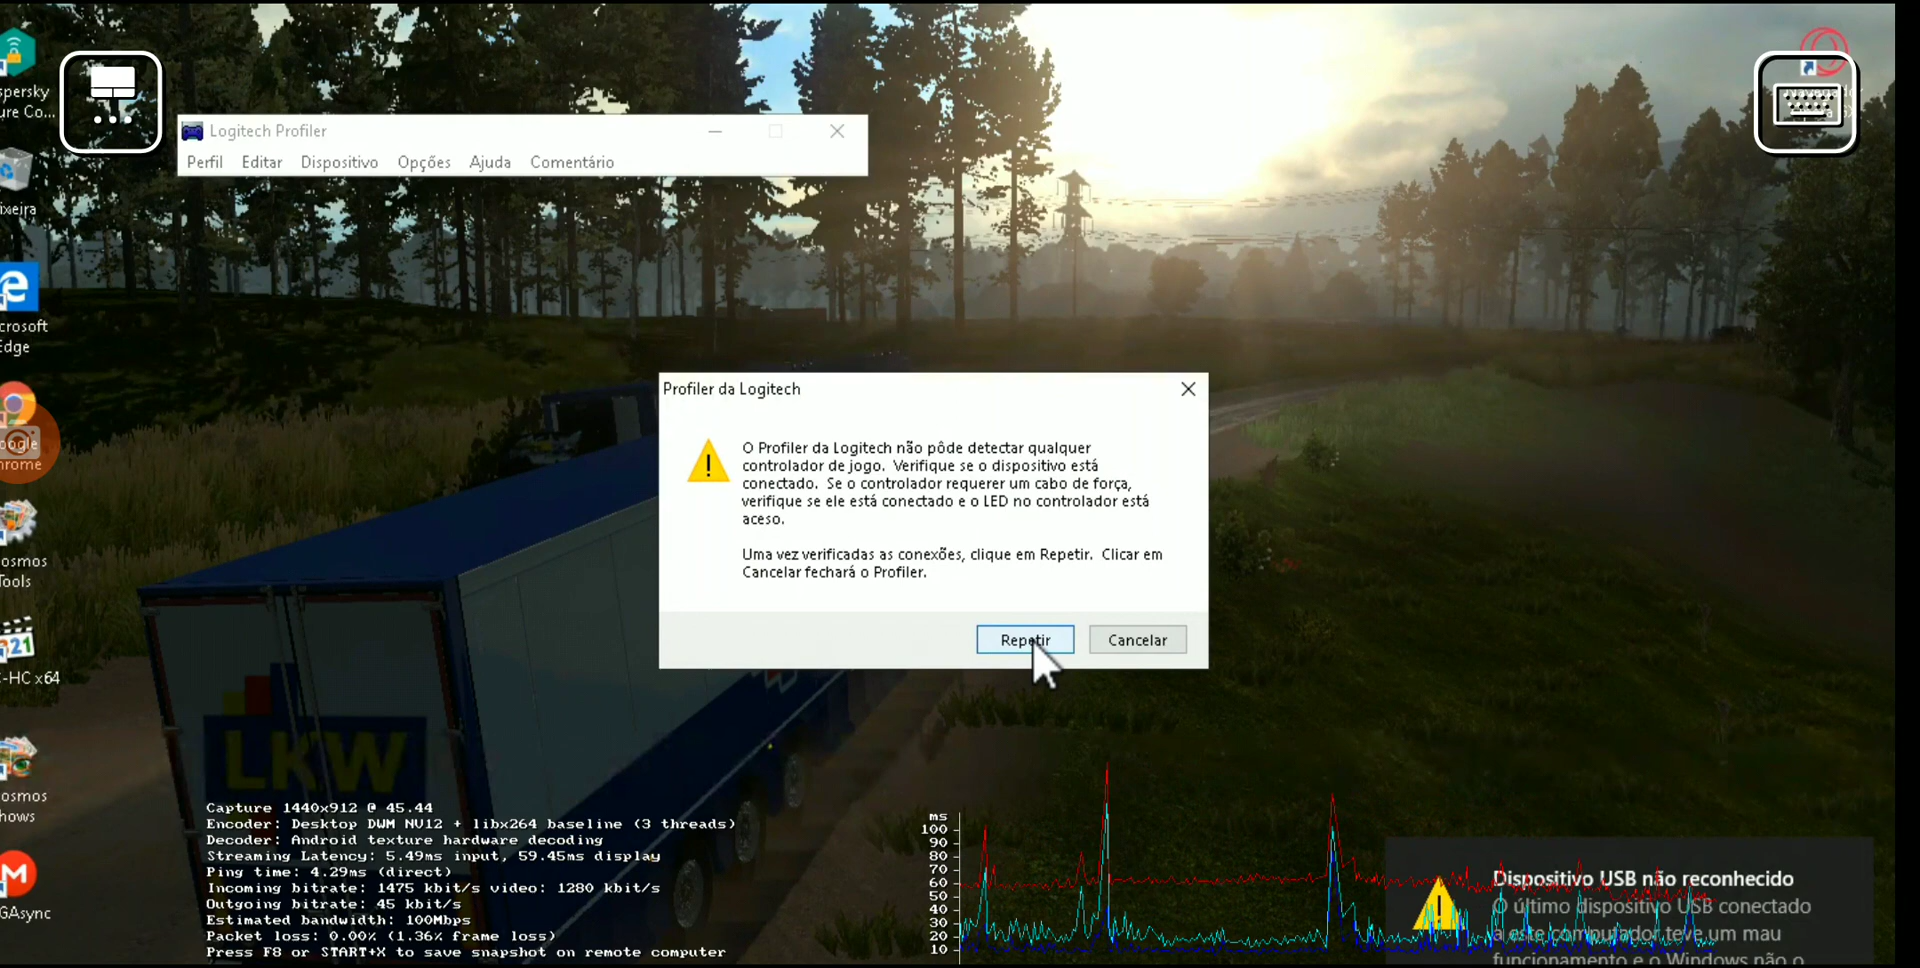 spersky
ure Co...
Logitech Profiler
Perfil Editar Dispositivo Opções Ajuda Comentário
ixeira
crosoft
Edge
Profiler da Logitech
O Profiler da Logitech não pôde detectar qualquer
controlador de jogo. Verifique se o dispositivo está
conectado. Se o controlador requerer um cabo de força,
verifique se ele está conectado e o LED no controlador está
aceso.
Uma vez verificadas as conexões, clique em Repetir. Clicar em
Cancelar fechará o Profiler.
Repetir Cancelar
oogle
hrome
osmos
Tools
321
-HC x64
osmos
hows
M
GAsync
LKW
Capture 1440x912 @ 45.44
Encoder: Desktop DWM NV12 + libx264 baseline (3 threads)
Decoder: Android texture hardware decoding
Streaming Latency: 5.49ms input, 59.45ms display
Ping time: 4.29ms (direct)
Incoming bitrate: 1475 kbit/s video: 1280 kbit/s
Outgoing bitrate: 45 kbit/s
Estimated bandwidth: 100Mbps
Packet loss: 0.00% (1.36% frame loss)
Press F8 or START+X to save snapshot on remote computer
ms
100
90
80
70
60
50
40
30
20
10
Dispositivo USB não reconhecido
O último dispositivo USB conectado
a este computador teve um mau
funcionamento e o Windows não o